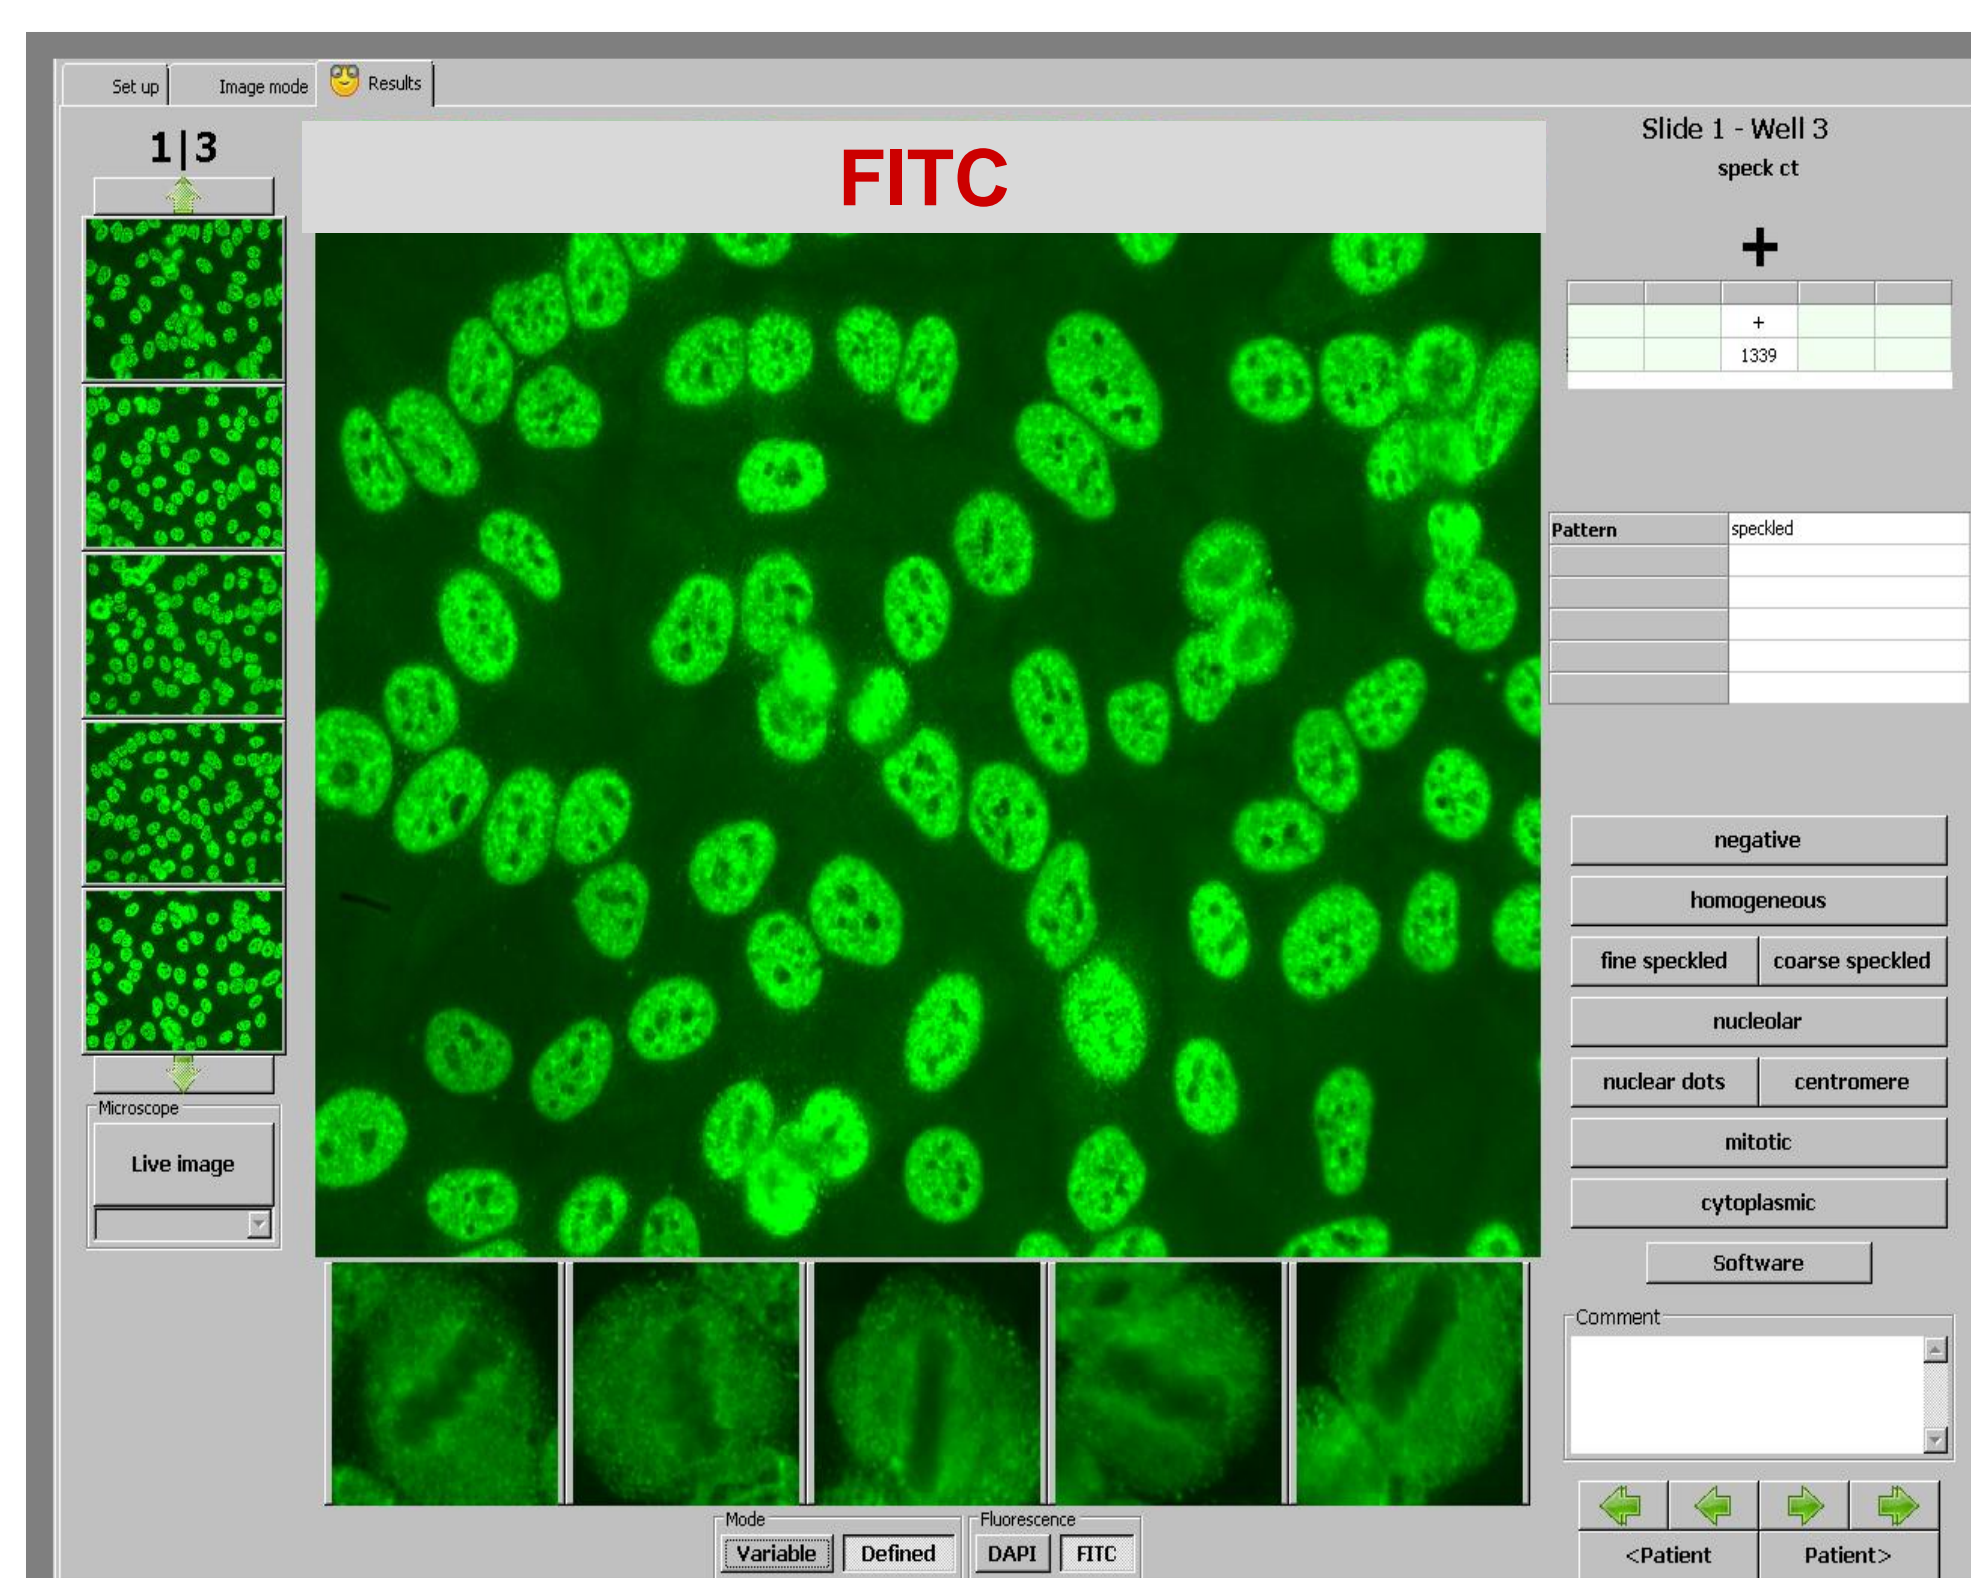 Set up
Image mode
Results
1|3
FITC
Slide 1 - Well 3
speck ct
+
+
1339
Pattern
speckled
negative
homogeneous
fine speckled
coarse speckled
nucleolar
nuclear dots
centromere
mitotic
cytoplasmic
Software
Comment
Microscope
Live image
Mode
Variable
Defined
Fluorescence
DAPI
FITC
<Patient
Patient>